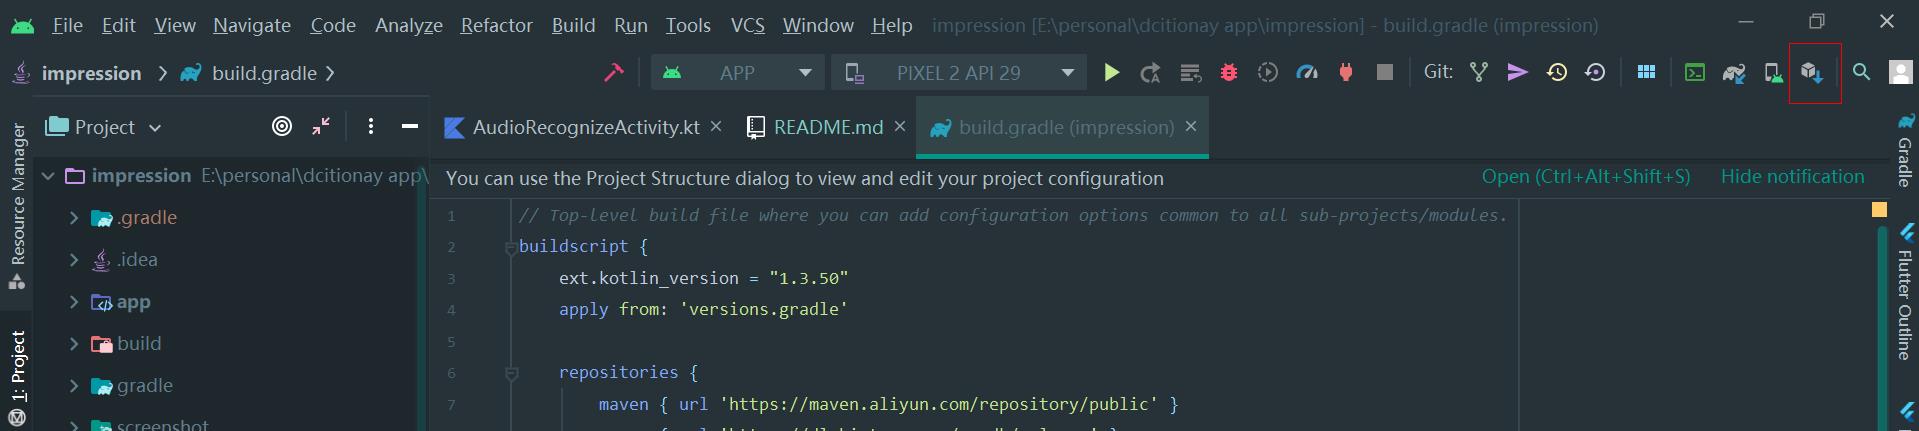 File Edit View Navigate Code Analyze Refactor Build Run Tools VCS Window Help impression [E:\personal\dcitionay app\impression] - build.gradle (impression)
impression build.gradle APP PIXEL 2 API 29 Git:
Project
AudioRecognizeActivity.kt README.md build.gradle (impression)
Resource Manager
1: Project
impression E:\personal\dcitionay app\
.gradle
.idea
app
build
gradle
screenshot
You can use the Project Structure dialog to view and edit your project configuration Open (Ctrl+Alt+Shift+S) Hide notification
1 // Top-level build file where you can add configuration options common to all sub-projects/modules.
2 buildscript {
3 ext.kotlin_version = "1.3.50"
4 apply from: 'versions.gradle'
5
6 repositories {
7 maven { url 'https://maven.aliyun.com/repository/public' }
Gradle
Flutter Outline